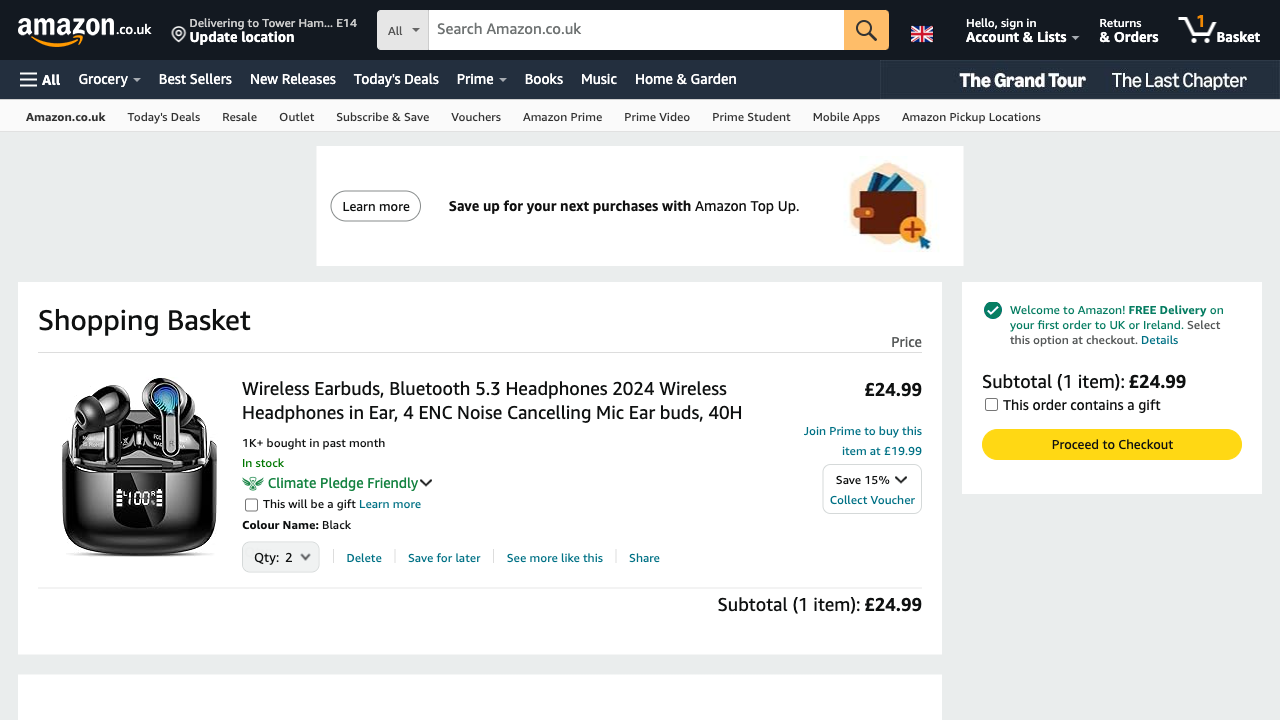 amazon.co.uk
Delivering to Tower Ham... E14
Update location
All
Search Amazon.co.uk
Hello, sign in
Account & Lists
Returns
& Orders
1
Basket
All
Grocery
Best Sellers
New Releases
Today's Deals
Prime
Books
Music
Home & Garden
The Grand Tour
The Last Chapter
Amazon.co.uk
Today's Deals
Resale
Outlet
Subscribe & Save
Vouchers
Amazon Prime
Prime Video
Prime Student
Mobile Apps
Amazon Pickup Locations
Learn more
Save up for your next purchases with Amazon Top Up.
Shopping Basket
Price
Wireless Earbuds, Bluetooth 5.3 Headphones 2024 Wireless
Headphones in Ear, 4 ENC Noise Cancelling Mic Ear buds, 40H
1K+ bought in past month
In stock
Climate Pledge Friendly
This will be a gift Learn more
Colour Name: Black
Qty: 2
Delete
Save for later
See more like this
Share
£24.99
Join Prime to buy this
item at £19.99
Save 15%
Collect Voucher
Subtotal (1 item): £24.99
Welcome to Amazon! FREE Delivery on
your first order to UK or Ireland. Select
this option at checkout. Details
Subtotal (1 item): £24.99
This order contains a gift
Proceed to Checkout